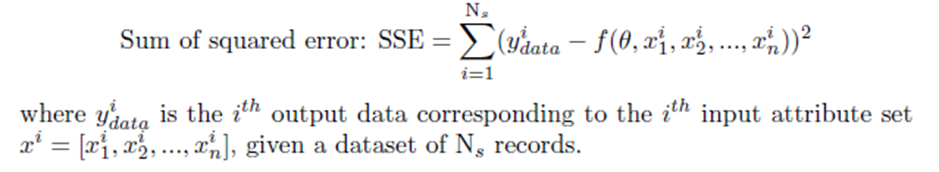 Sum of squared error: SSE = \sum_{i=1}^{N_s} (y^i_{data} − f(θ, x^i_1, x^i_2, ..., x^i_n))^2
where y^i_{data} is the i^{th} output data corresponding to the i^{th} input attribute set
x^i = [x^i_1, x^i_2, ..., x^i_n], given a dataset of N_s records.